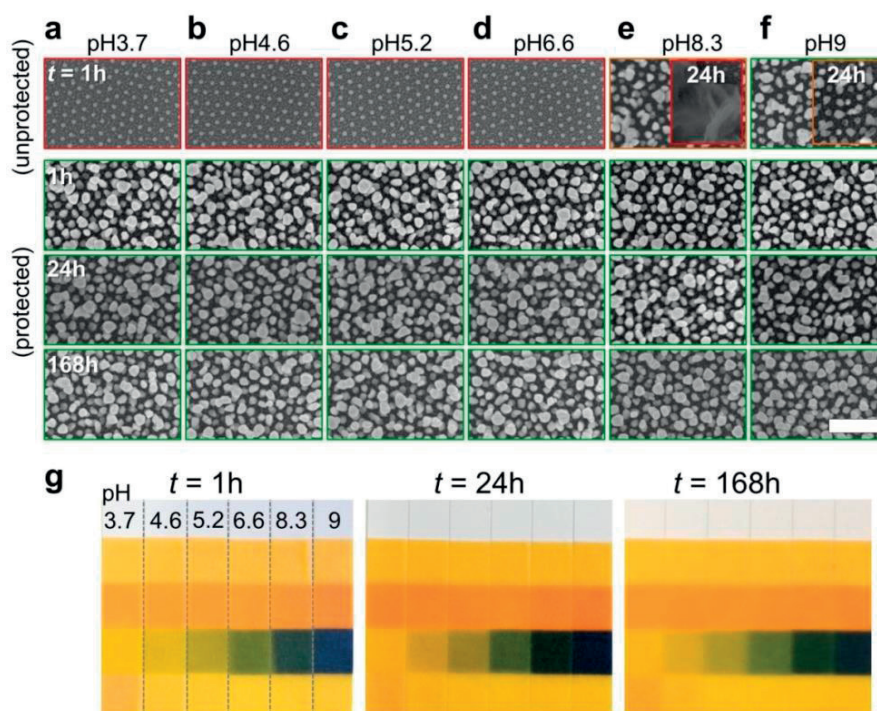 a b c d e f
pH3.7 pH4.6 pH5.2 pH6.6 pH8.3 pH9
(unprotected)
t = 1h 24h 24h
(protected)
1h
24h
168h
g
t = 1h t = 24h t = 168h
pH
3.7 4.6 5.2 6.6 8.3 9